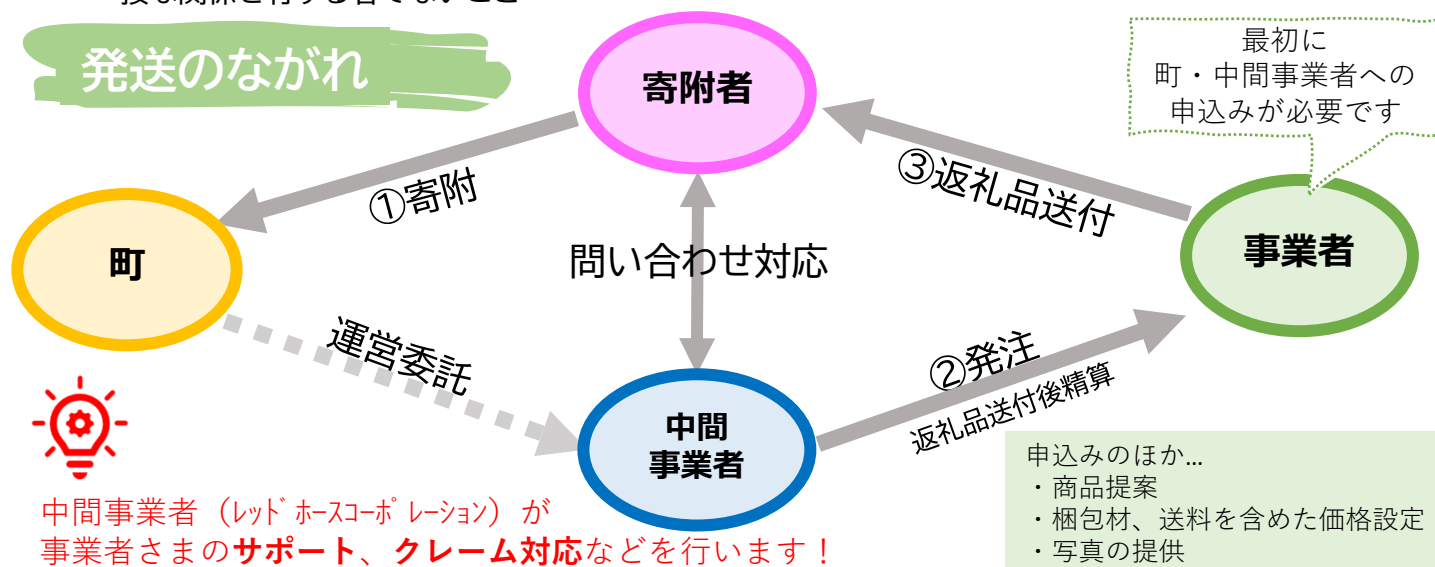 発送のながれ
寄附者
最初に
町・中間事業者への
申込みが必要です
①寄附
③返礼品送付
町
問い合わせ対応
事業者
運営委託
②発注
返礼品送付後精算
中間
事業者
中間事業者（ﾚｯﾄﾞﾎｰｽｺｰﾎﾟﾚｰｼｮﾝ）が
事業者さまのサポート、クレーム対応などを行います！
申込みのほか…
・商品提案
・梱包材、送料を含めた価格設定
・写真の提供